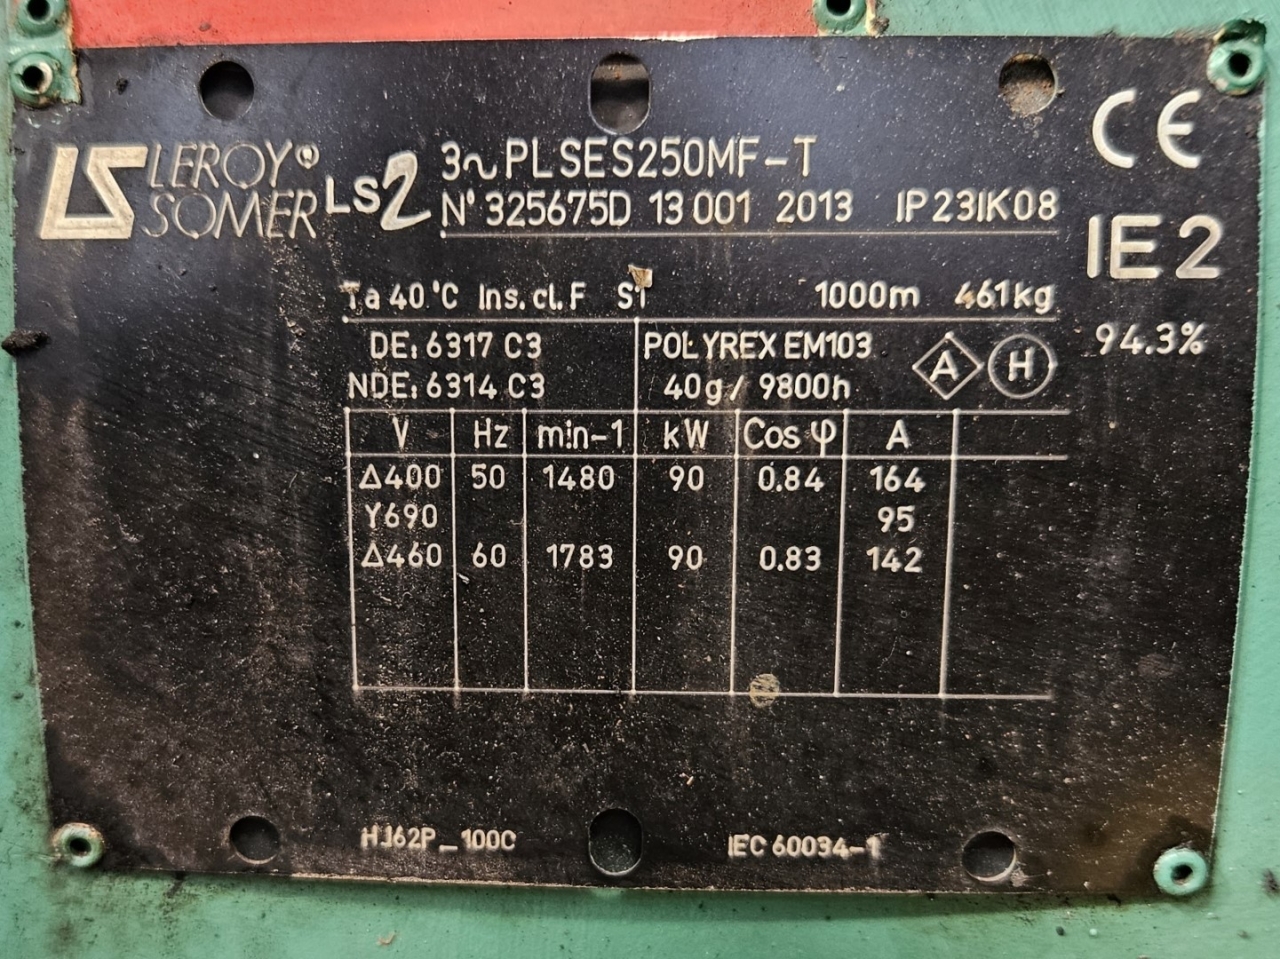 LEROY®
SOMER
LS2
3~PLSES250MF-T
N° 325675D 13 001 2013 IP23IK08
CE
IE2
94.3%
Ta 40°C Ins. cl. F S1 1000m 461kg
DE: 6317 C3 POLYREX EM103 A H
NDE: 6314 C3 40g / 9800h
V Hz min-1 kW Cos φ A
Δ400 50 1480 90 0.84 164
Y690 95
Δ460 60 1783 90 0.83 142
HJ62P_100C IEC 60034-1